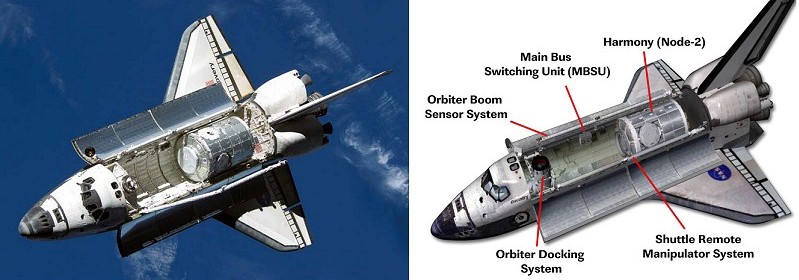 Harmony (Node-2)
Main Bus
Switching Unit (MBSU)
Orbiter Boom
Sensor System
Orbiter Docking
System
Shuttle Remote
Manipulator System